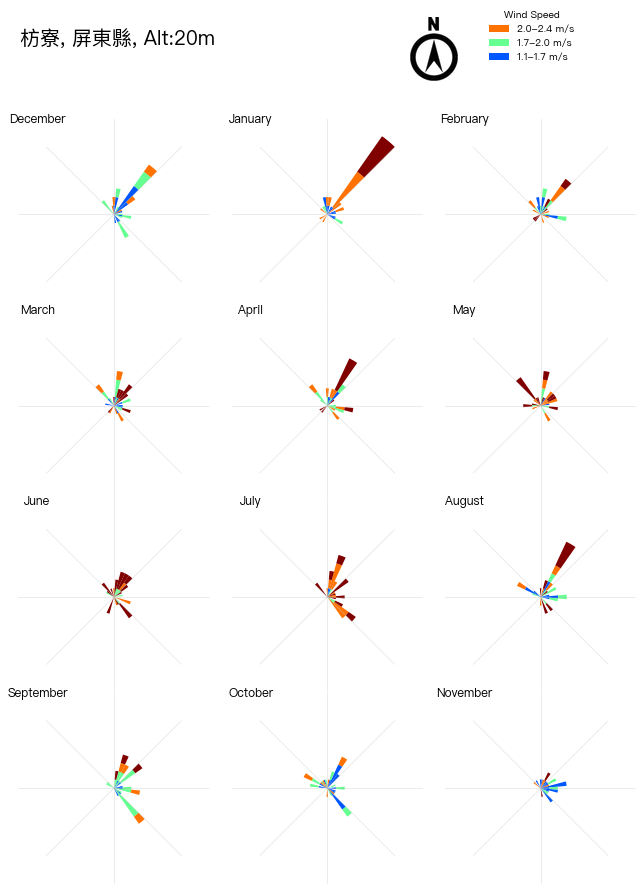 枋寮, 屏東縣, Alt:20m
N
Wind Speed
2.0–2.4 m/s
1.7–2.0 m/s
1.1–1.7 m/s
December
January
February
March
April
May
June
July
August
September
October
November